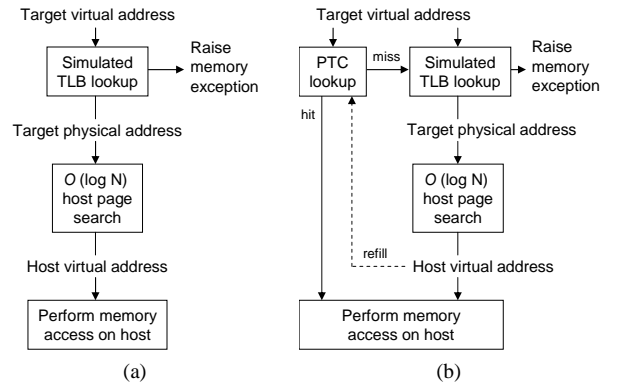 Target virtual address
Simulated
TLB lookup
Raise
memory
exception
Target physical address
O (log N)
host page
search
Host virtual address
Perform memory
access on host
(a)
Target virtual address
PTC
lookup
miss
Simulated
TLB lookup
Raise
memory
exception
hit
Target physical address
O (log N)
host page
search
refill
Host virtual address
Perform memory
access on host
(b)